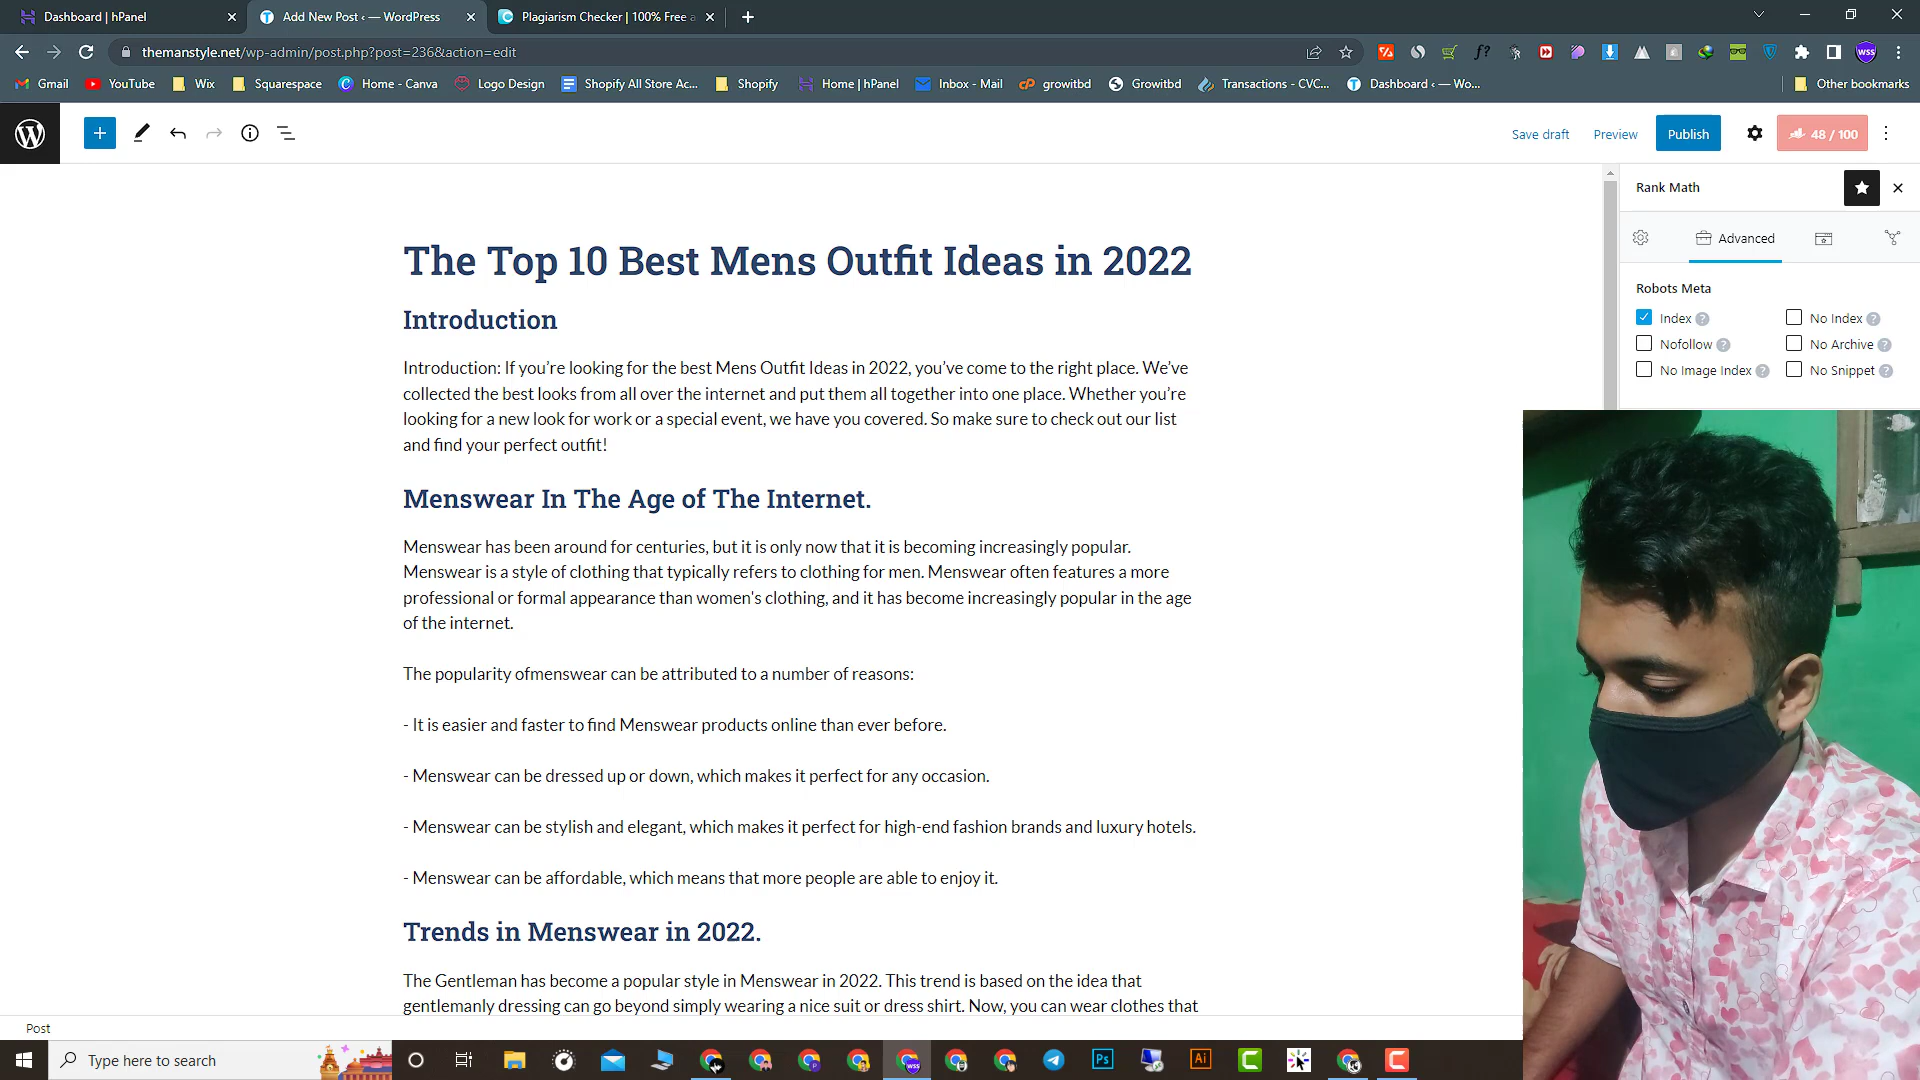 Dashboard | hPanel
Add New Post ‹ — WordPress
Plagiarism Checker | 100% Free a
themanstyle.net/wp-admin/post.php?post=236&action=edit
Gmail
YouTube
Wix
Squarespace
Home - Canva
Logo Design
Shopify All Store Ac...
Shopify
Home | hPanel
Inbox - Mail
growitbd
Growitbd
Transactions - CVC...
Dashboard ‹ — Wo...
Other bookmarks
Save draft
Preview
Publish
48 / 100
Rank Math
Advanced
Robots Meta
Index
No Index
Nofollow
No Archive
No Image Index
No Snippet
The Top 10 Best Mens Outfit Ideas in 2022
Introduction
Introduction: If you’re looking for the best Mens Outfit Ideas in 2022, you’ve come to the right place. We’ve
collected the best looks from all over the internet and put them all together into one place. Whether you’re
looking for a new look for work or a special event, we have you covered. So make sure to check out our list
and find your perfect outfit!
Menswear In The Age of The Internet.
Menswear has been around for centuries, but it is only now that it is becoming increasingly popular.
Menswear is a style of clothing that typically refers to clothing for men. Menswear often features a more
professional or formal appearance than women's clothing, and it has become increasingly popular in the age
of the internet.
The popularity ofmenswear can be attributed to a number of reasons:
- It is easier and faster to find Menswear products online than ever before.
- Menswear can be dressed up or down, which makes it perfect for any occasion.
- Menswear can be stylish and elegant, which makes it perfect for high-end fashion brands and luxury hotels.
- Menswear can be affordable, which means that more people are able to enjoy it.
Trends in Menswear in 2022.
The Gentleman has become a popular style in Menswear in 2022. This trend is based on the idea that
gentlemanly dressing can go beyond simply wearing a nice suit or dress shirt. Now, you can wear clothes that
Post
Type here to search